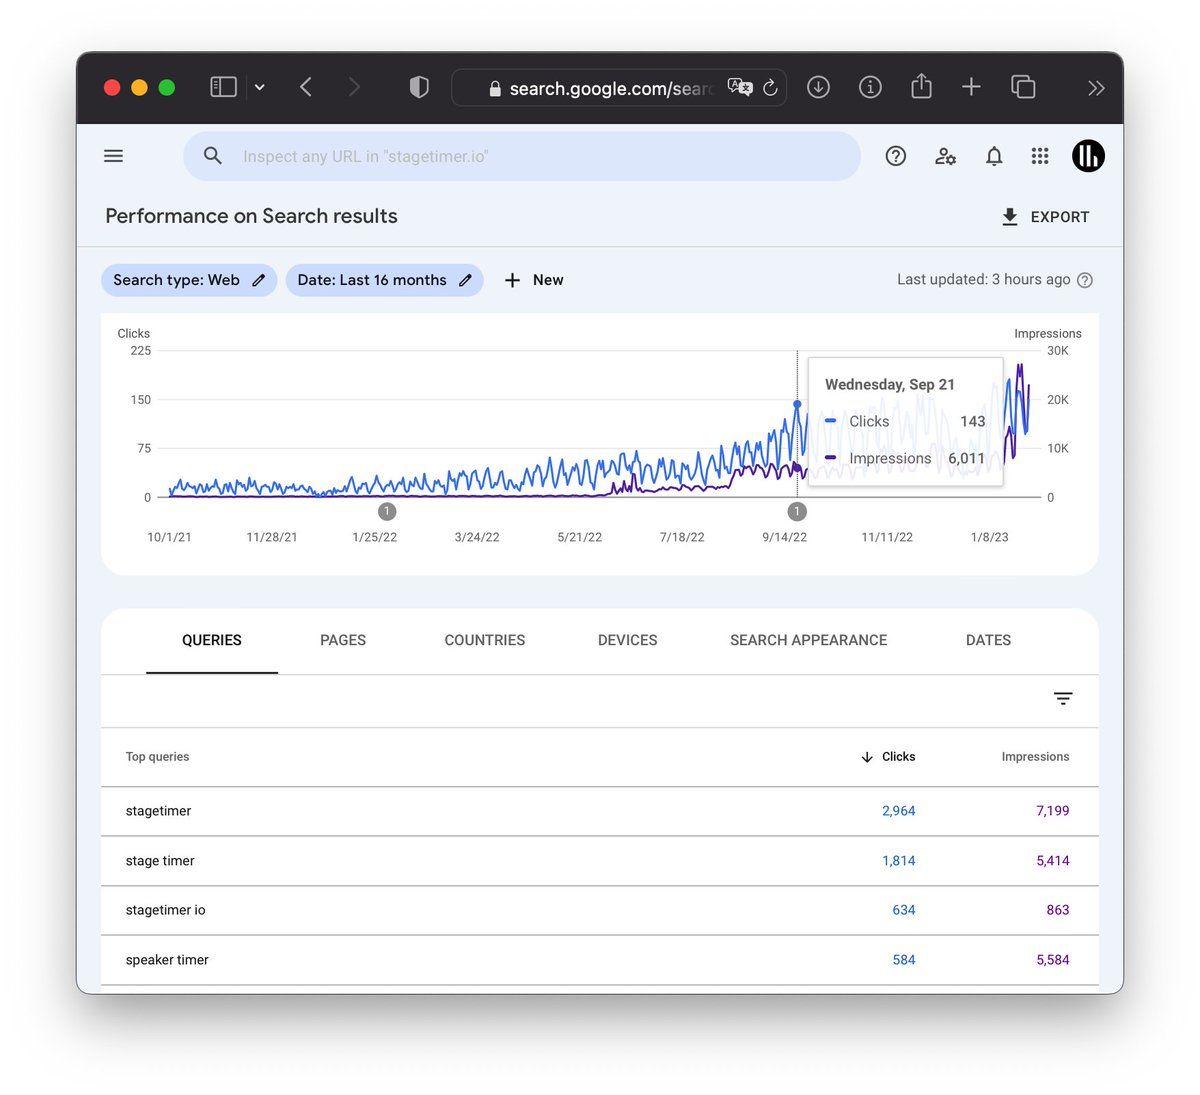 search.google.com/sear
Inspect any URL in "stagetimer.io"
Performance on Search results
EXPORT
Search type: Web
Date: Last 16 months
New
Last updated: 3 hours ago
Clicks
Impressions
225
30K
150
20K
75
10K
0
0
Wednesday, Sep 21
Clicks 143
Impressions 6,011
1
1
10/1/21 11/28/21 1/25/22 3/24/22 5/21/22 7/18/22 9/14/22 11/11/22 1/8/23
QUERIES PAGES COUNTRIES DEVICES SEARCH APPEARANCE DATES
Top queries Clicks Impressions
stagetimer 2,964 7,199
stage timer 1,814 5,414
stagetimer io 634 863
speaker timer 584 5,584